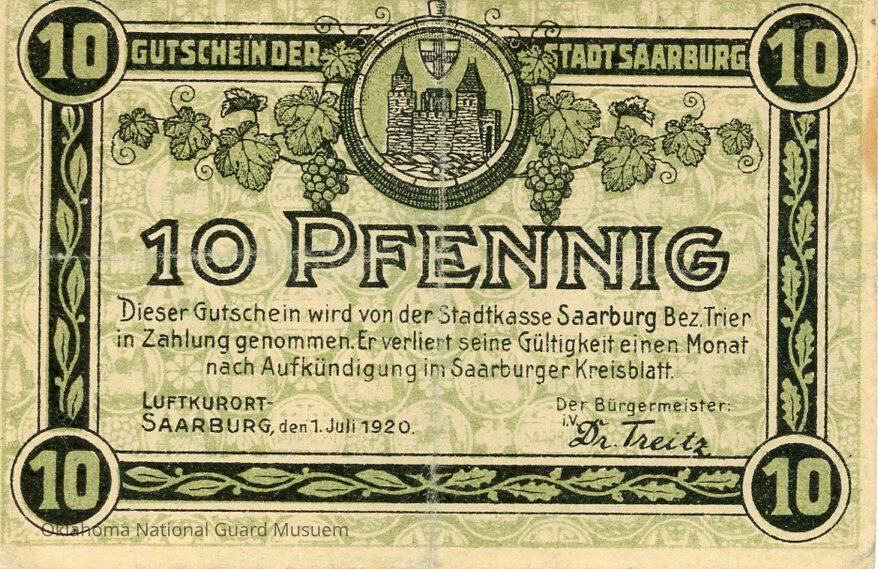 10 GUTSCHEIN DER STADT SAARBURG 10
10 PFENNIG
Dieser Gutschein wird von der Stadtkasse Saarburg Bez. Trier
in Zahlung genommen. Er verliert seine Gültigkeit einen Monat
nach Aufkündigung im Saarburger Kreisblatt.
LUFTKURORT-
SAARBURG, den 1. Juli 1920.
Der Bürgermeister:
i.V. Dr. Treitz
10 10
Oklahoma National Guard Musuem